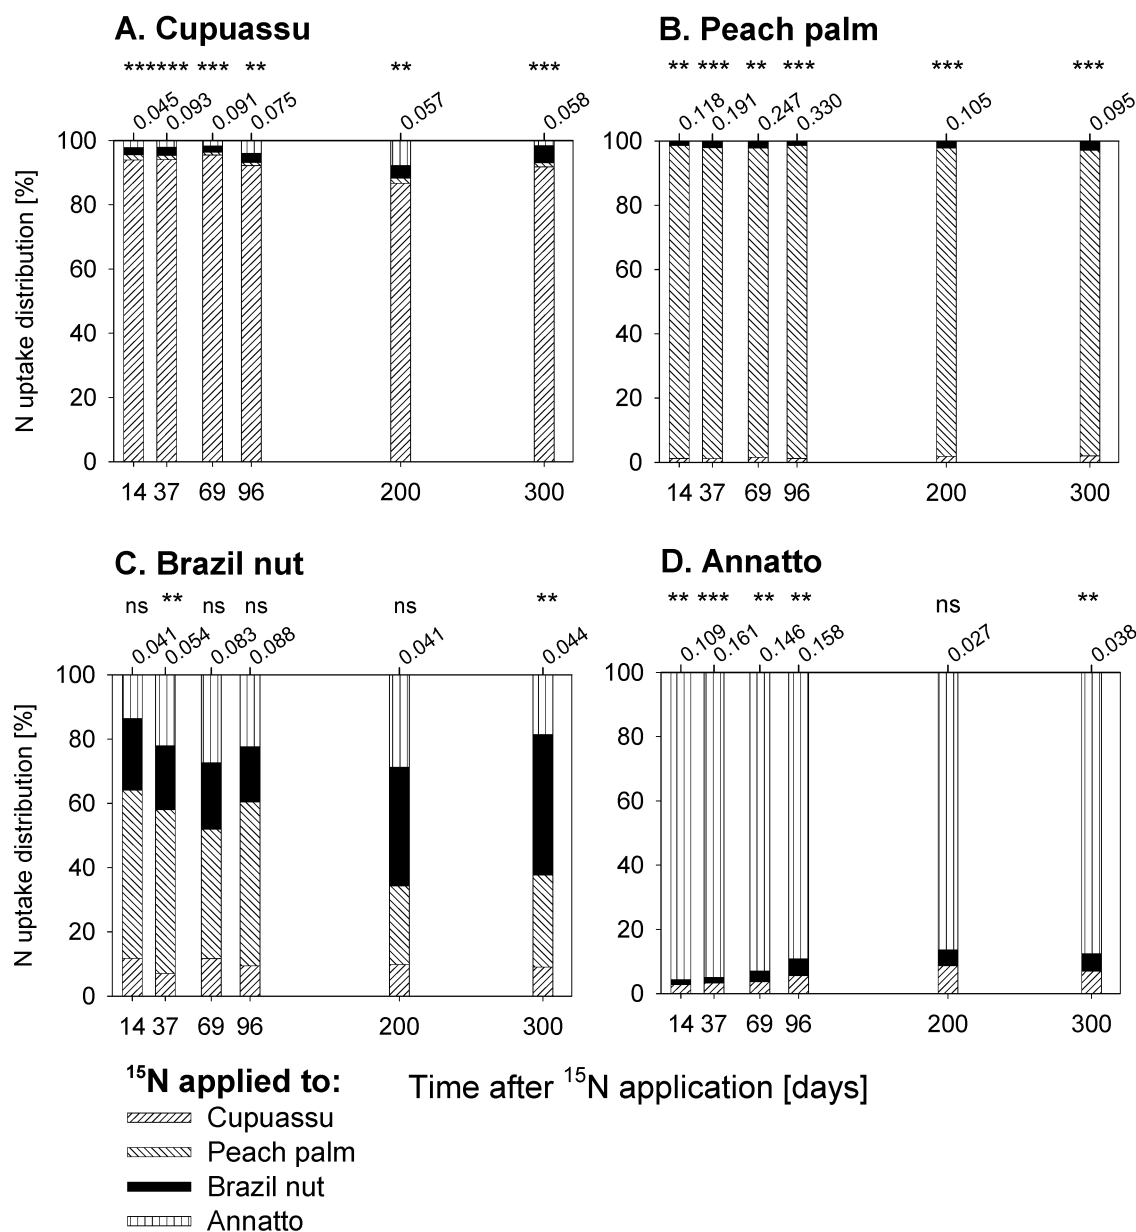 A. Cupuassu
B. Peach palm
****** *** ** ** ***
** *** ** *** *** ***
0.045 0.093 0.091 0.075 0.057 0.058
0.118 0.191 0.247 0.330 0.105 0.095
N uptake distribution [%]
100
80
60
40
20
0
14 37 69 96 200 300
100
80
60
40
20
0
14 37 69 96 200 300
C. Brazil nut
D. Annatto
ns ** ns ns ns **
** *** ** ** ns **
0.041 0.054 0.083 0.088 0.041 0.044
0.109 0.161 0.146 0.158 0.027 0.038
N uptake distribution [%]
100
80
60
40
20
0
14 37 69 96 200 300
100
80
60
40
20
0
14 37 69 96 200 300
¹⁵N applied to:
Time after ¹⁵N application [days]
Cupuassu
Peach palm
Brazil nut
Annatto